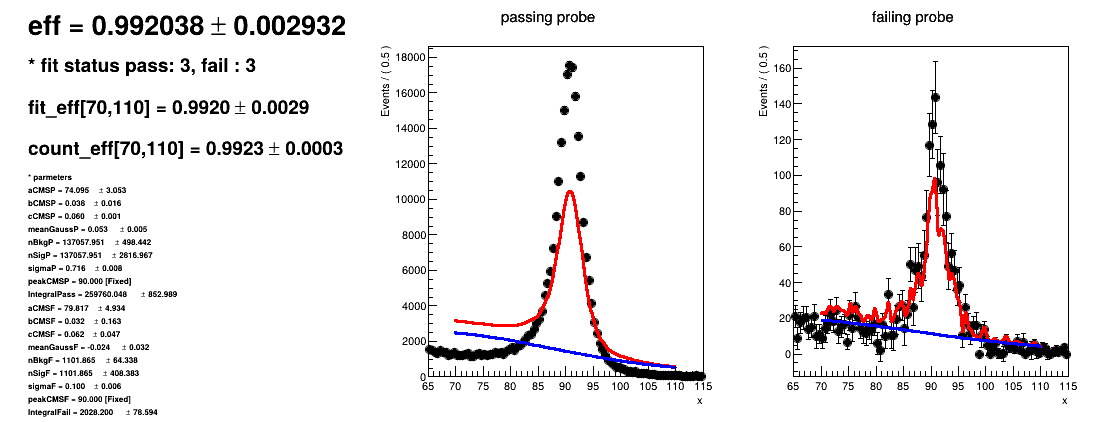 eff = 0.992038 ± 0.002932
* fit status pass: 3, fail : 3
fit_eff[70,110] = 0.9920 ± 0.0029
count_eff[70,110] = 0.9923 ± 0.0003
* parmeters
aCMSP = 74.095 ± 3.053
bCMSP = 0.038 ± 0.016
cCMSP = 0.060 ± 0.001
meanGaussP = 0.053 ± 0.005
nBkgP = 137057.951 ± 498.442
nSigP = 137057.951 ± 2816.967
sigmaP = 0.716 ± 0.008
peakCMSP = 90.000 [Fixed]
IntegralPass = 259760.048 ± 852.989
aCMSF = 79.817 ± 4.934
bCMSF = 0.032 ± 0.163
cCMSF = 0.062 ± 0.047
meanGaussF = -0.024 ± 0.032
nBkgF = 1101.865 ± 64.338
nSigF = 1101.865 ± 408.383
sigmaF = 0.100 ± 0.006
peakCMSF = 90.000 [Fixed]
IntegralFail = 2028.200 ± 78.594
passing probe
Events / ( 0.5 )
18000
16000
14000
12000
10000
8000
6000
4000
2000
0
65 70 75 80 85 90 95 100 105 110 115
x
failing probe
Events / ( 0.5 )
160
140
120
100
80
60
40
20
0
65 70 75 80 85 90 95 100 105 110 115
x